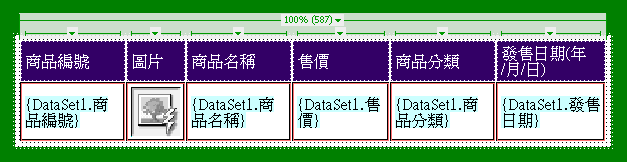 100% (587)
商品編號
圖片
商品名稱
售價
商品分類
發售日期(年
/月/日)
{DataSet1.商
品編號}
{DataSet1.商
品名稱}
{DataSet1.售
價}
{DataSet1.商
品分類}
{DataSet1.發售
日期}